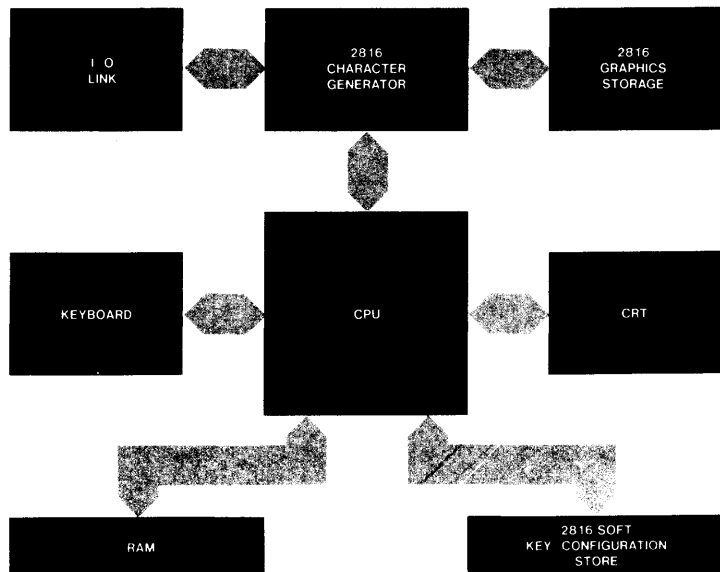 I O
LINK
2816
CHARACTER
GENERATOR
2816
GRAPHICS
STORAGE
KEYBOARD
CPU
CRT
RAM
2816 SOFT
KEY CONFIGURATION
STORE